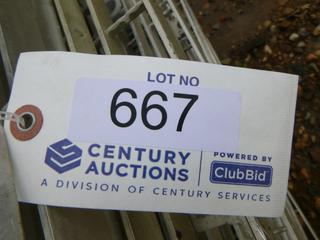 LOT NO
667
CENTURY
AUCTIONS
POWERED BY
ClubBid
A DIVISION OF CENTURY SERVICES